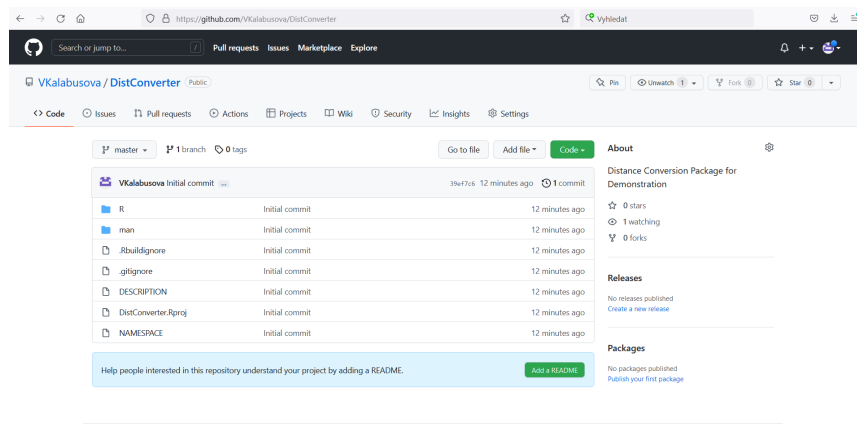 https://github.com/VKalabusova/DistConverter
Vyhledat
Search or jump to... /
Pull requests Issues Marketplace Explore
VKalabusova / DistConverter Public
Pin Unwatch 1 Fork 0 Star 0
Code Issues Pull requests Actions Projects Wiki Security Insights Settings
master 1 branch 0 tags
Go to file Add file Code
VKalabusova Initial commit ... 39ef7c6 12 minutes ago 1 commit
R Initial commit 12 minutes ago
man Initial commit 12 minutes ago
.Rbuildignore Initial commit 12 minutes ago
.gitignore Initial commit 12 minutes ago
DESCRIPTION Initial commit 12 minutes ago
DistConverter.Rproj Initial commit 12 minutes ago
NAMESPACE Initial commit 12 minutes ago
Help people interested in this repository understand your project by adding a README. Add a README
About
Distance Conversion Package for
Demonstration
0 stars
1 watching
0 forks
Releases
No releases published
Create a new release
Packages
No packages published
Publish your first package